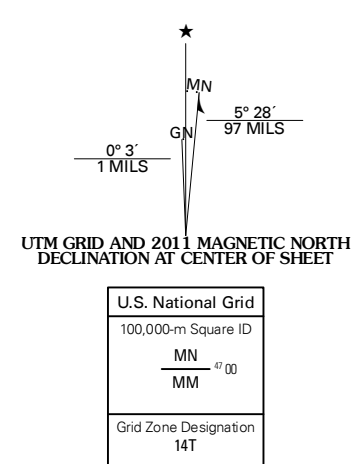 ★
MN
5° 28´
97 MILS
GN
0° 3´
1 MILS
UTM GRID AND 2011 MAGNETIC NORTH
DECLINATION AT CENTER OF SHEET
U.S. National Grid
100,000-m Square ID
MN
47 00
MM
Grid Zone Designation
14T